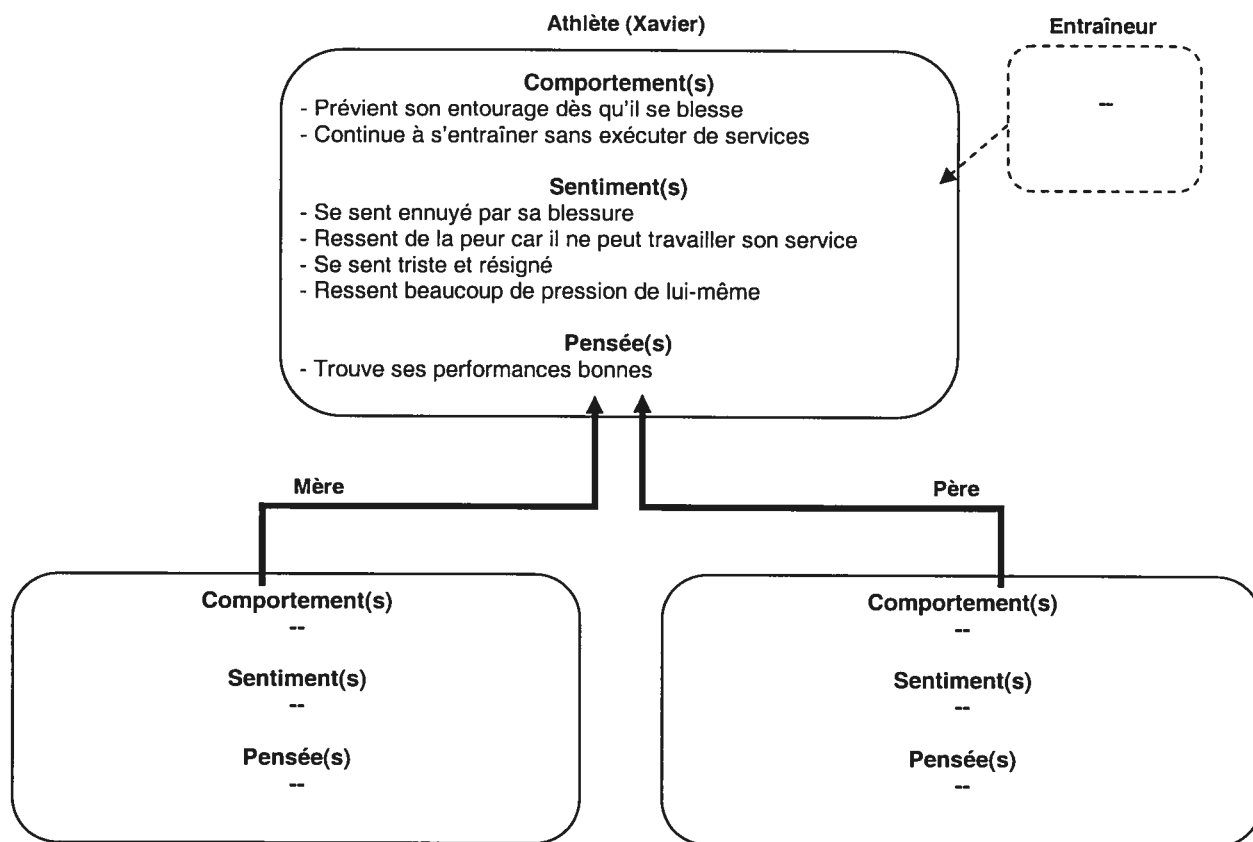 Athlète (Xavier)
Entraîneur
Comportement(s)
- Prévient son entourage dès qu'il se blesse
- Continue à s'entraîner sans exécuter de services
--
Sentiment(s)
- Se sent ennuyé par sa blessure
- Ressent de la peur car il ne peut travailler son service
- Se sent triste et résigné
- Ressent beaucoup de pression de lui-même
Pensée(s)
- Trouve ses performances bonnes
Mère
Père
Comportement(s)
--
Sentiment(s)
--
Pensée(s)
--
Comportement(s)
--
Sentiment(s)
--
Pensée(s)
--